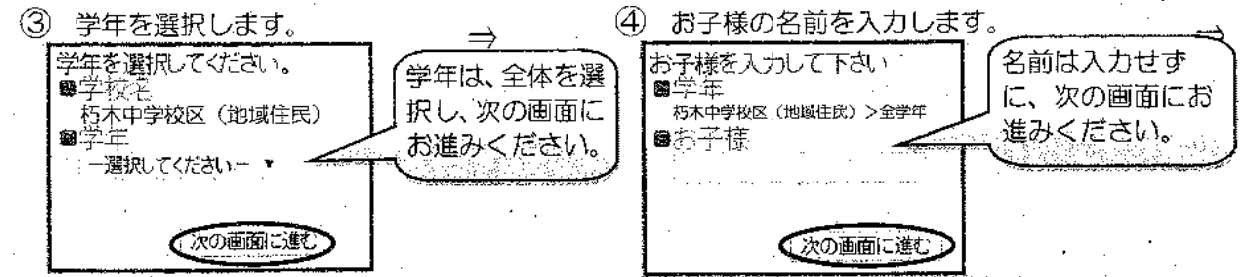 ③ 学年を選択します。
⇒
学年を選択してください。
学校名
朽木中学校区（地域住民）
学年
－選択してください－ ▼
次の画面に進む
学年は、全体を選
択し、次の画面に
お進みください。
④ お子様の名前を入力します。
⇒
お子様を入力して下さい
学年
朽木中学校区（地域住民）＞全学年
お子様
次の画面に進む
名前は入力せず
に、次の画面にお
進みください。